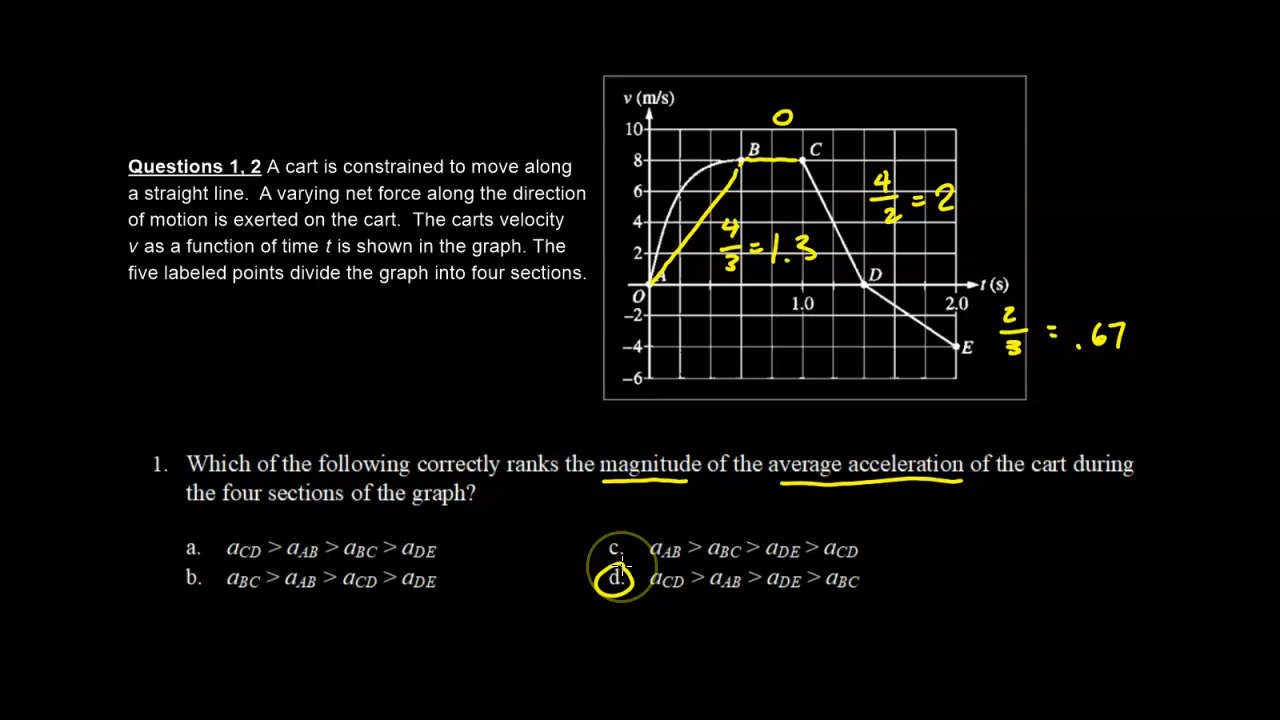 Questions 1, 2 A cart is constrained to move along
a straight line. A varying net force along the direction
of motion is exerted on the cart. The carts velocity
v as a function of time t is shown in the graph. The
five labeled points divide the graph into four sections.
v (m/s)
10
8
6
4
2
O
−2
−4
−6
A
B
C
D
E
1.0
2.0
t (s)
0
4/3 = 1.3
4/2 = 2
2/3 = .67
1. Which of the following correctly ranks the magnitude of the average acceleration of the cart during
the four sections of the graph?
a. aCD > aAB > aBC > aDE
b. aBC > aAB > aCD > aDE
c. aAB > aBC > aDE > aCD
d. aCD > aAB > aDE > aBC